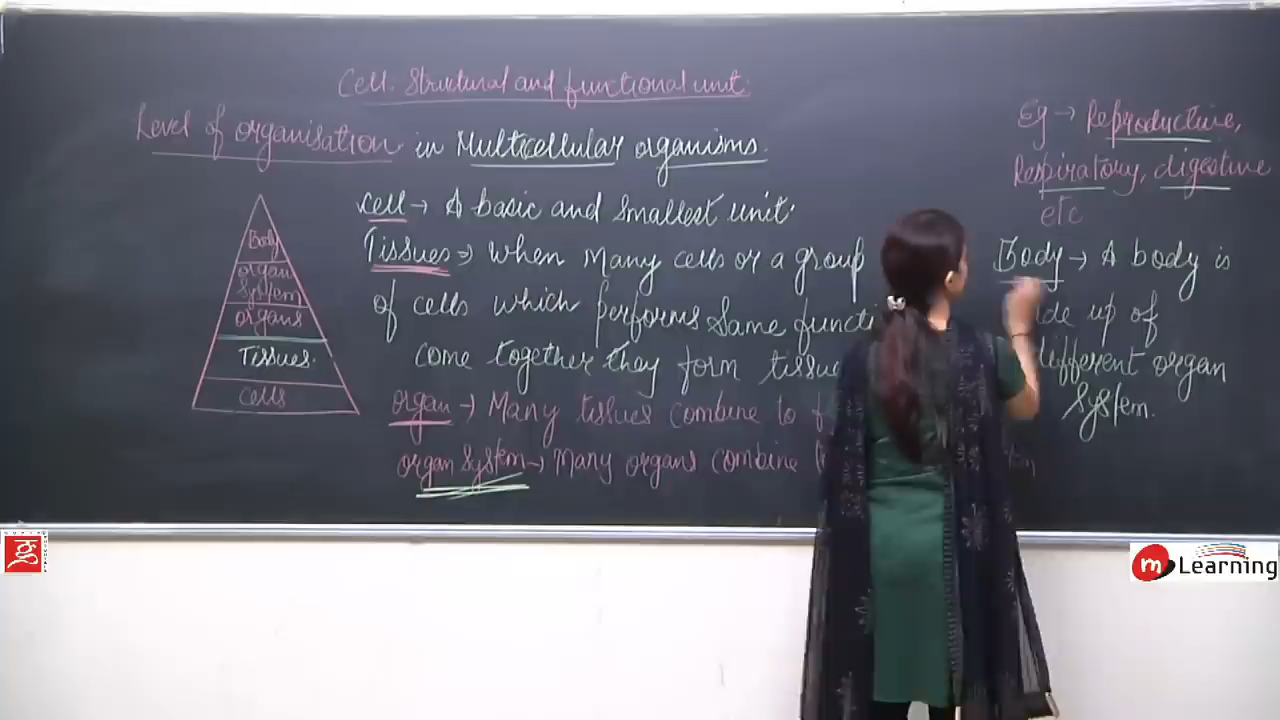 Cell: Structural and functional unit.
Level of organisation in Multicellular organisms.
Body
organ
System
organs
Tissues.
cells
Cell → A basic and Smallest unit.
Tissues ⇒ When Many cells or a group
of cells which performs Same functi
come together they form tissue
organ → Many tissues combine to f
organ System → Many organs combine
Eg → Reproductive,
Respiratory, digestive
etc
Body → A body is
de up of
different organ
System.
m Learning